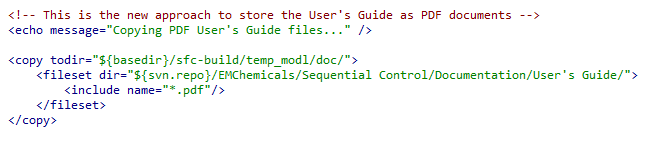 <!-- This is the new approach to store the User's Guide as PDF documents -->
<echo message="Copying PDF User's Guide files..." />
<copy todir="${basedir}/sfc-build/temp_modl/doc/">
<fileset dir="${svn.repo}/EMChemicals/Sequential Control/Documentation/User's Guide/">
<include name="*.pdf"/>
</fileset>
</copy>